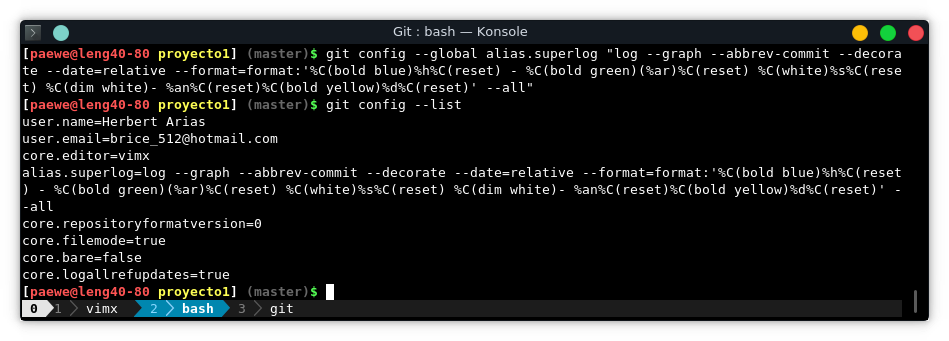 Git : bash — Konsole
[paewe@leng40-80 proyecto1] (master)$ git config --global alias.superlog "log --graph --abbrev-commit --decora
te --date=relative --format=format:'%C(bold blue)%h%C(reset) - %C(bold green)(%ar)%C(reset) %C(white)%s%C(rese
t) %C(dim white)- %an%C(reset)%C(bold yellow)%d%C(reset)' --all"
[paewe@leng40-80 proyecto1] (master)$ git config --list
user.name=Herbert Arias
user.email=brice_512@hotmail.com
core.editor=vimx
alias.superlog=log --graph --abbrev-commit --decorate --date=relative --format=format:'%C(bold blue)%h%C(reset
) - %C(bold green)(%ar)%C(reset) %C(white)%s%C(reset) %C(dim white)- %an%C(reset)%C(bold yellow)%d%C(reset)' -
-all
core.repositoryformatversion=0
core.filemode=true
core.bare=false
core.logallrefupdates=true
[paewe@leng40-80 proyecto1] (master)$
0 1 vimx 2 bash 3 git